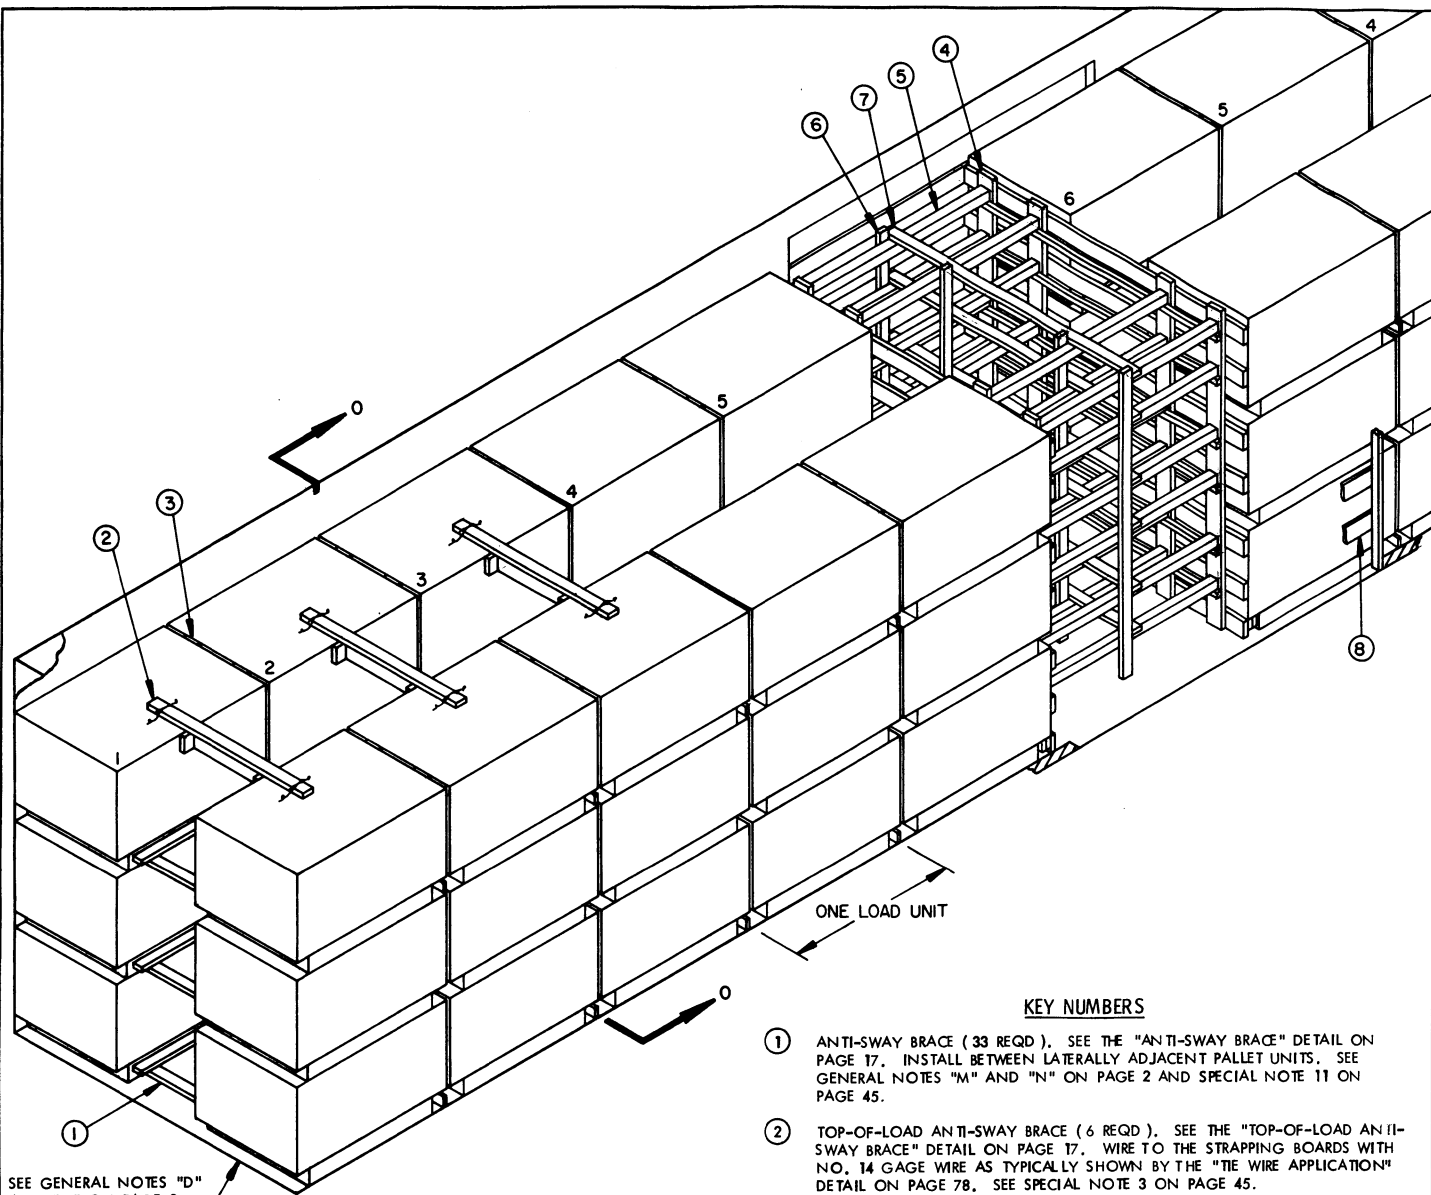 4
4
5
5
7
6
6
O
5
4
3
3
2
2
1
8
ONE LOAD UNIT
O
KEY NUMBERS
1 ANTI-SWAY BRACE ( 33 REQD ). SEE THE "ANTI-SWAY BRACE" DETAIL ON
PAGE 17. INSTALL BETWEEN LATERALLY ADJACENT PALLET UNITS. SEE
GENERAL NOTES "M" AND "N" ON PAGE 2 AND SPECIAL NOTE 11 ON
PAGE 45.
2 TOP-OF-LOAD ANTI-SWAY BRACE ( 6 REQD ). SEE THE "TOP-OF-LOAD ANTI-
SWAY BRACE" DETAIL ON PAGE 17. WIRE TO THE STRAPPING BOARDS WITH
NO. 14 GAGE WIRE AS TYPICALLY SHOWN BY THE "TIE WIRE APPLICATION"
DETAIL ON PAGE 78. SEE SPECIAL NOTE 3 ON PAGE 45.
1
SEE GENERAL NOTES "D"